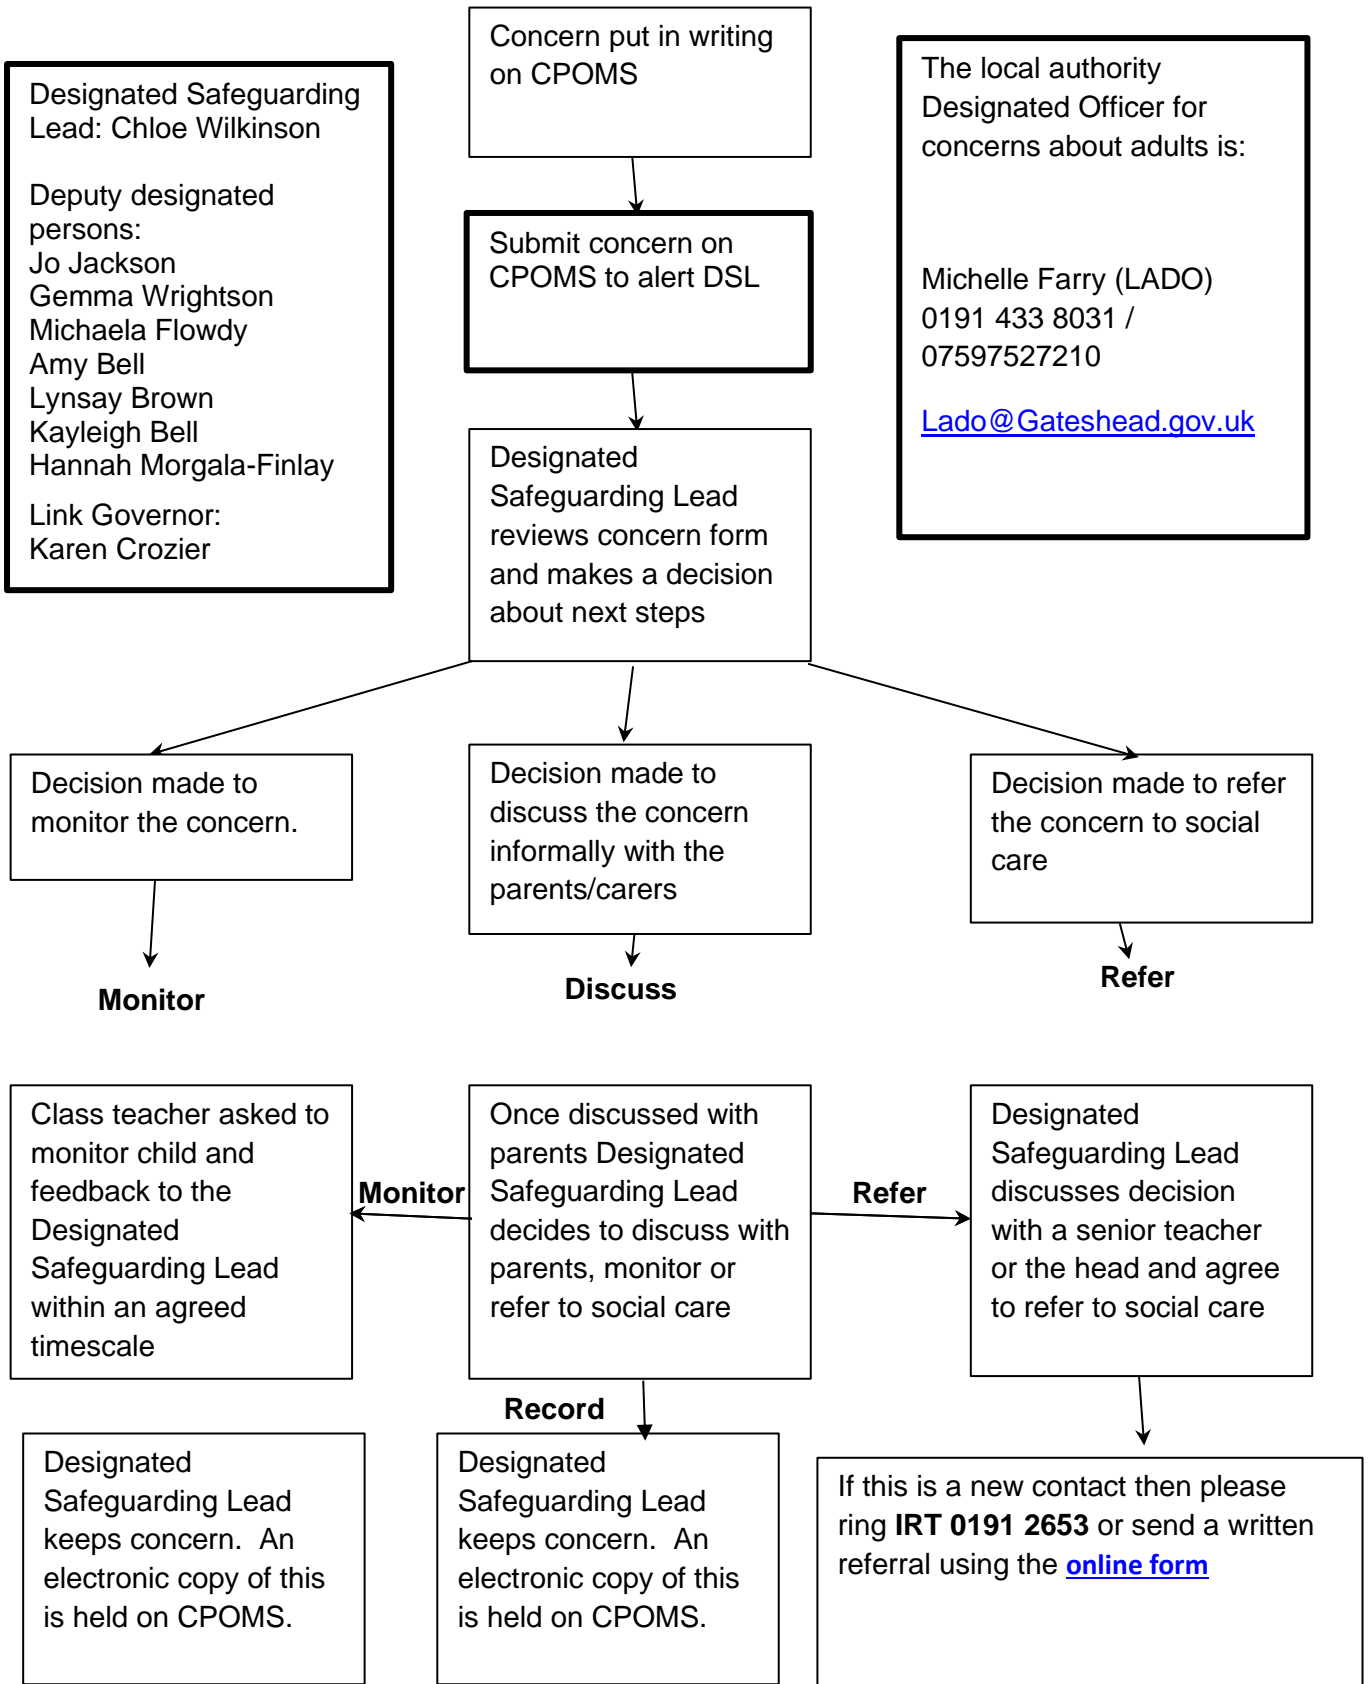 Concern put in writing
on CPOMS
Designated Safeguarding
Lead: Chloe Wilkinson
Deputy designated
persons:
Jo Jackson
Gemma Wrightson
Michaela Flowdy
Amy Bell
Lynsay Brown
Kayleigh Bell
Hannah Morgala-Finlay
Link Governor:
Karen Crozier
The local authority
Designated Officer for
concerns about adults is:
Michelle Farry (LADO)
0191 433 8031 /
07597527210
Lado@Gateshead.gov.uk
Submit concern on
CPOMS to alert DSL
Designated
Safeguarding Lead
reviews concern form
and makes a decision
about next steps
Decision made to
monitor the concern.
Decision made to
discuss the concern
informally with the
parents/carers
Decision made to refer
the concern to social
care
Monitor
Discuss
Refer
Class teacher asked to
monitor child and
feedback to the
Designated
Safeguarding Lead
within an agreed
timescale
Monitor
Once discussed with
parents Designated
Safeguarding Lead
decides to discuss with
parents, monitor or
refer to social care
Refer
Designated
Safeguarding Lead
discusses decision
with a senior teacher
or the head and agree
to refer to social care
Record
Designated
Safeguarding Lead
keeps concern.  An
electronic copy of this
is held on CPOMS.
Designated
Safeguarding Lead
keeps concern.  An
electronic copy of this
is held on CPOMS.
If this is a new contact then please
ring IRT 0191 2653 or send a written
referral using the online form